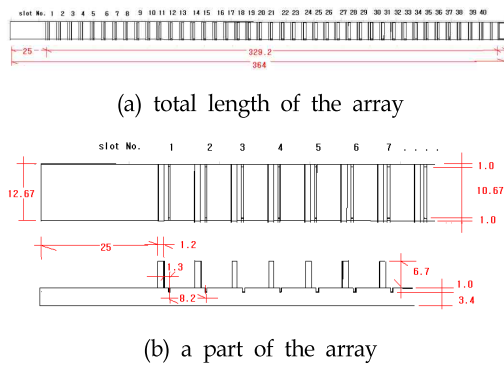 slot No. 1 2 3 4 5 6 7 8 9 10 11 12 13 14 15 16 17 18 19 20 21 22 23 24 25 26 27 28 29 30 31 32 33 34 35 36 37 38 39 40
25 329.2
364
(a) total length of the array
slot No. 1 2 3 4 5 6 7 . . . .
1.0
12.67 10.67
1.0
25 1.2
1.3 6.7
8.2 1.0
3.4
(b) a part of the array